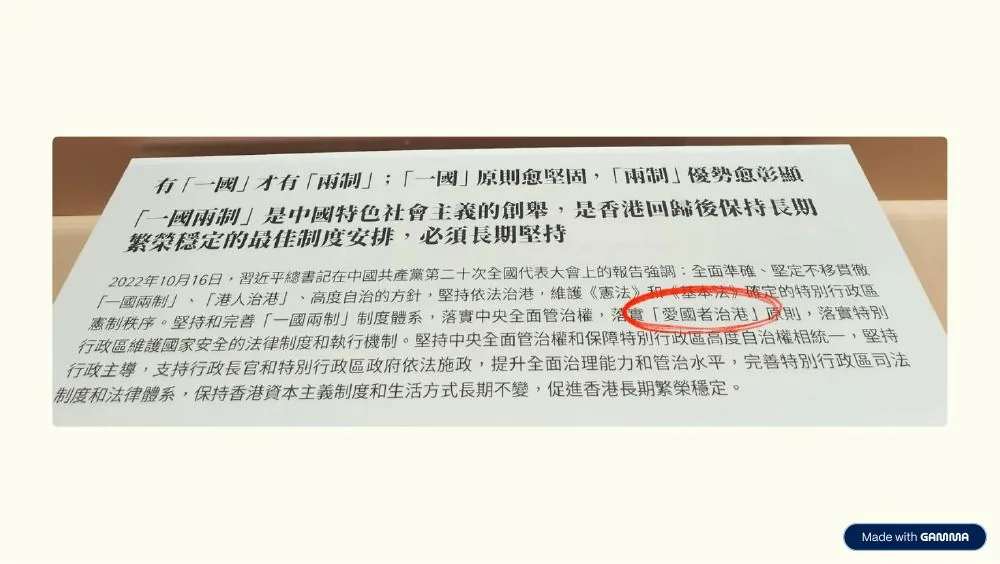 有「一國」才有「兩制」；「一國」原則愈堅固，「兩制」優勢愈彰顯
「一國兩制」是中國特色社會主義的創舉，是香港回歸後保持長期
繁榮穩定的最佳制度安排，必須長期堅持
2022年10月16日，習近平總書記在中國共產黨第二十次全國代表大會上的報告強調：全面準確、堅定不移貫徹
「一國兩制」、「港人治港」、高度自治的方針，堅持依法治港，維護《憲法》和《基本法》確定的特別行政區
憲制秩序。堅持和完善「一國兩制」制度體系，落實中央全面管治權，落實「愛國者治港」原則，落實特別
行政區維護國家安全的法律制度和執行機制。堅持中央全面管治權和保障特別行政區高度自治權相統一，堅持
行政主導，支持行政長官和特別行政區政府依法施政，提升全面治理能力和管治水平，完善特別行政區司法
制度和法律體系，保持香港資本主義制度和生活方式長期不變，促進香港長期繁榮穩定。
Made with GAMMA